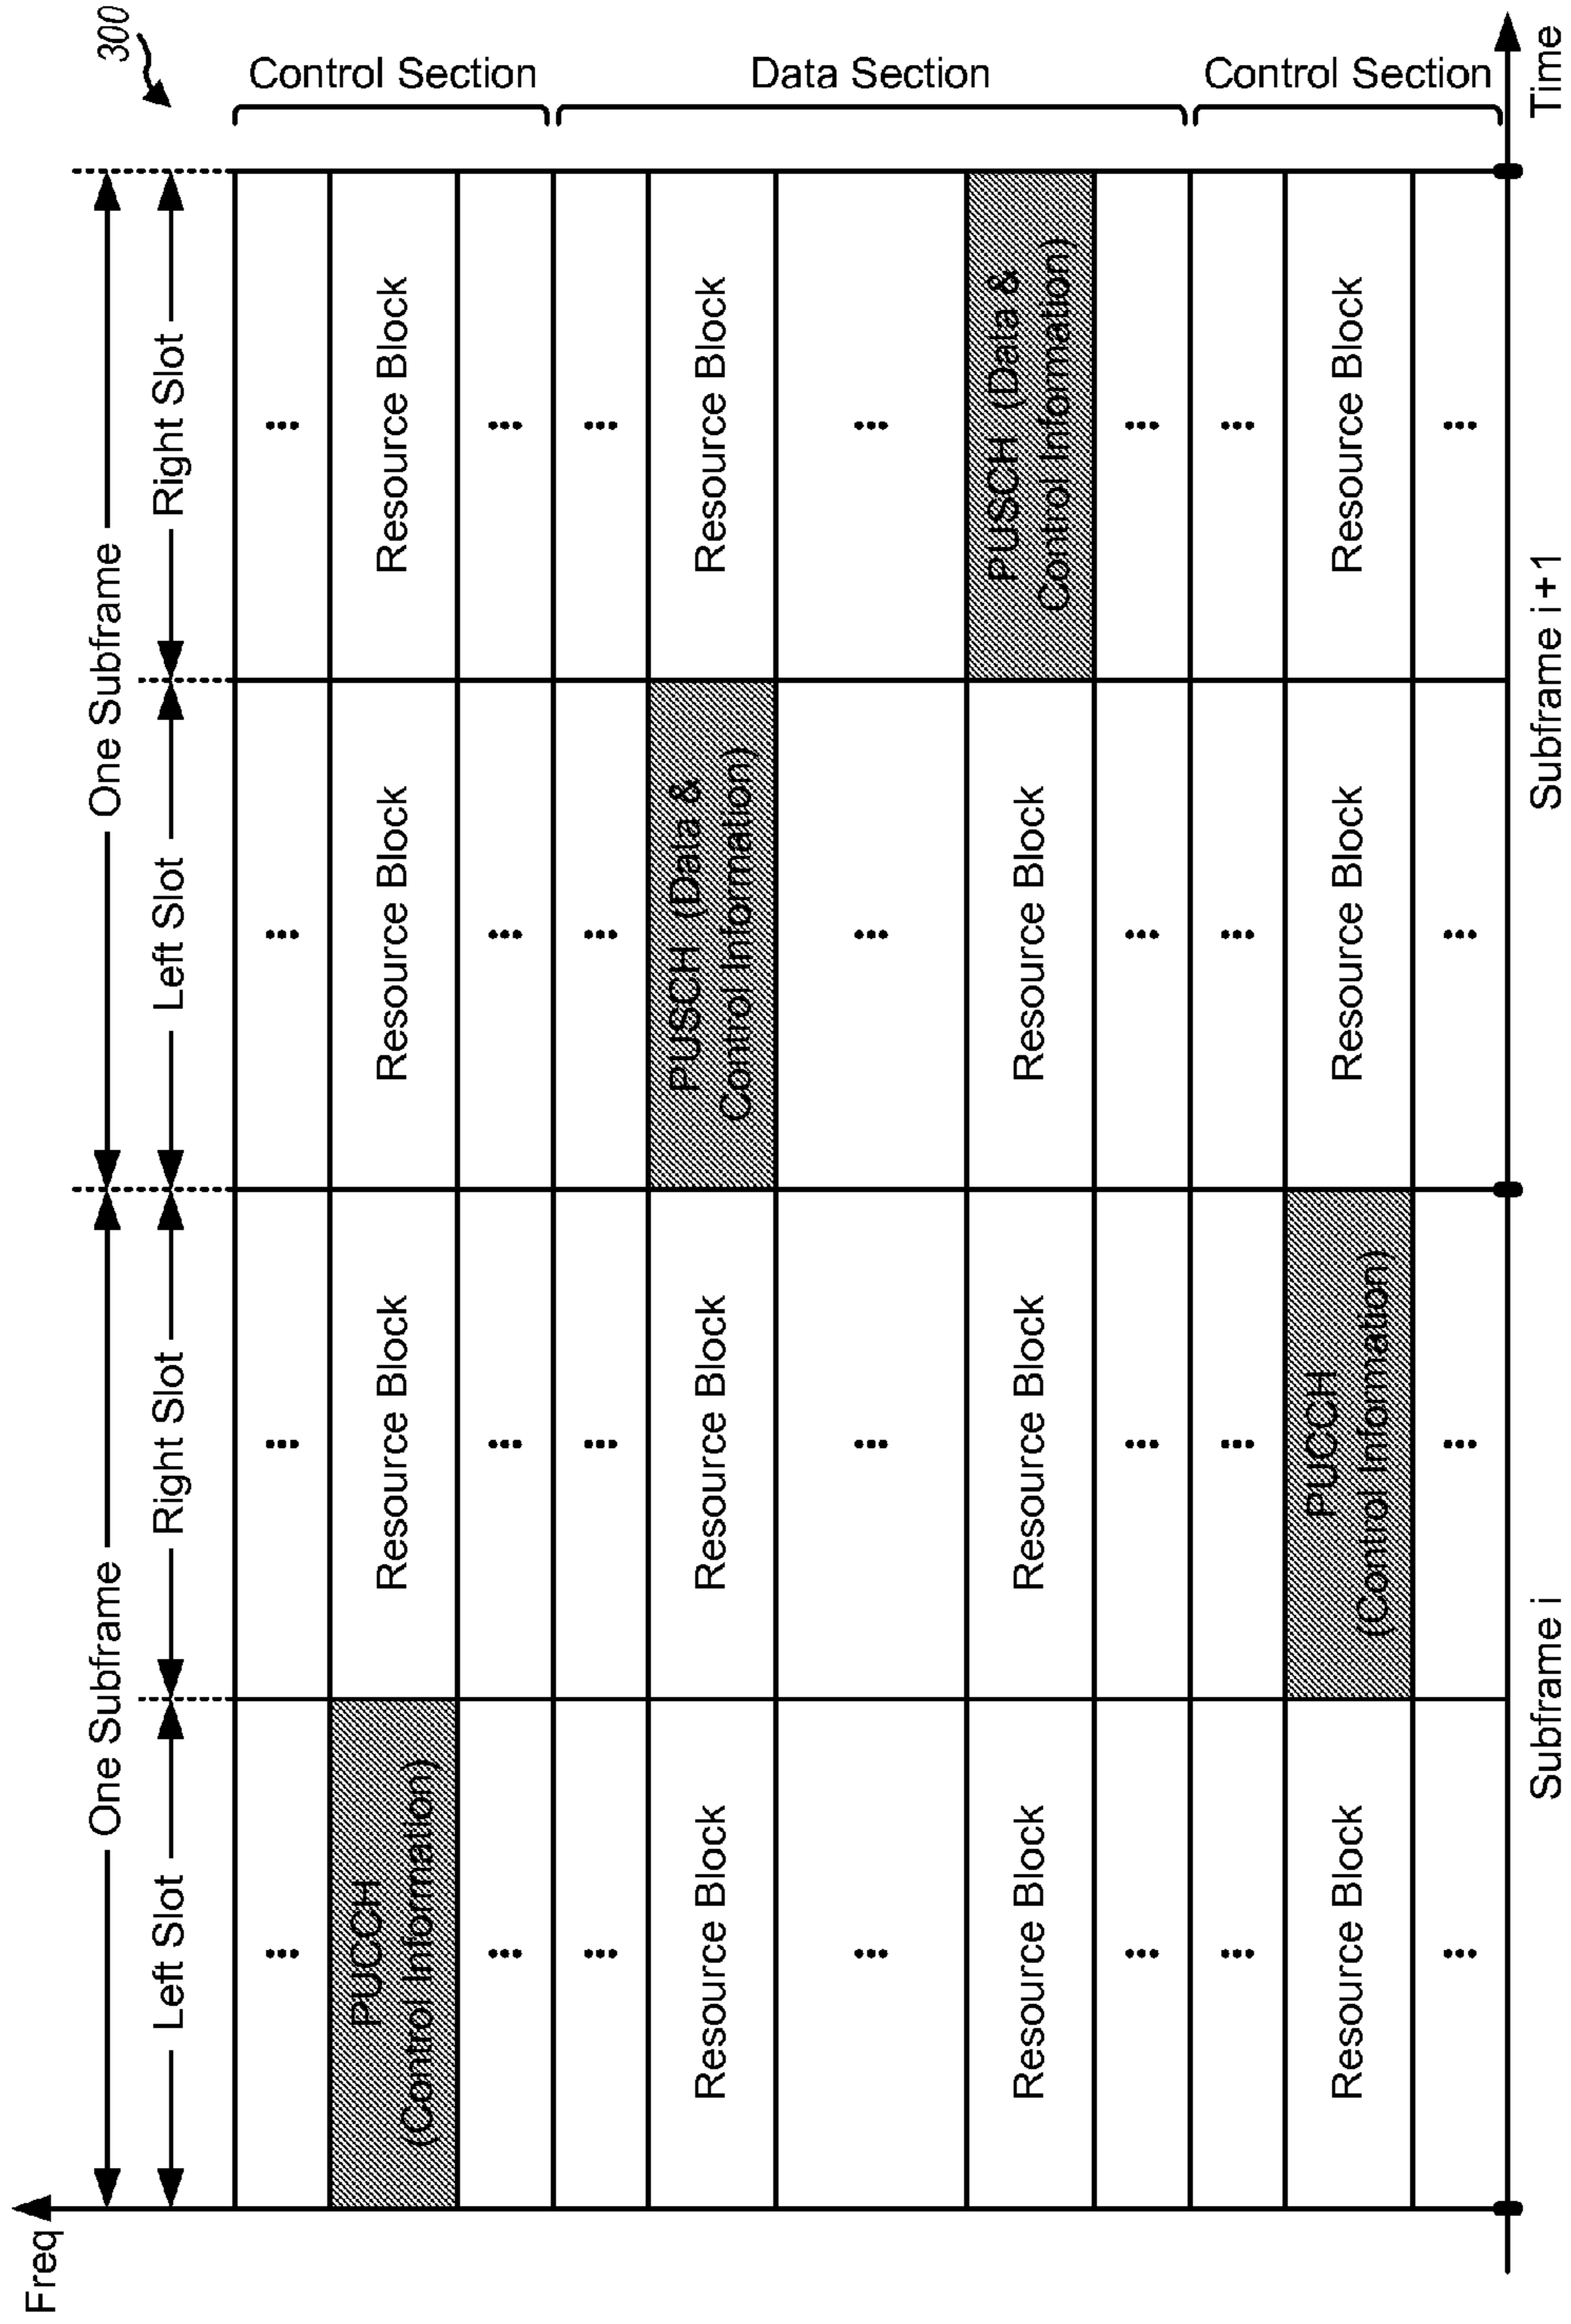 Freq
300
One Subframe
One Subframe
Left Slot
Right Slot
Left Slot
Right Slot
Control Section
PUCCH
(Control Information)
Resource Block
Resource Block
Resource Block
Data Section
Resource Block
Resource Block
PUSCH (Data &
Control Information)
Resource Block
Resource Block
Resource Block
Resource Block
PUSCH (Data &
Control Information)
Control Section
Resource Block
PUCCH
(Control Information)
Resource Block
Resource Block
Subframe i
Subframe i + 1
Time